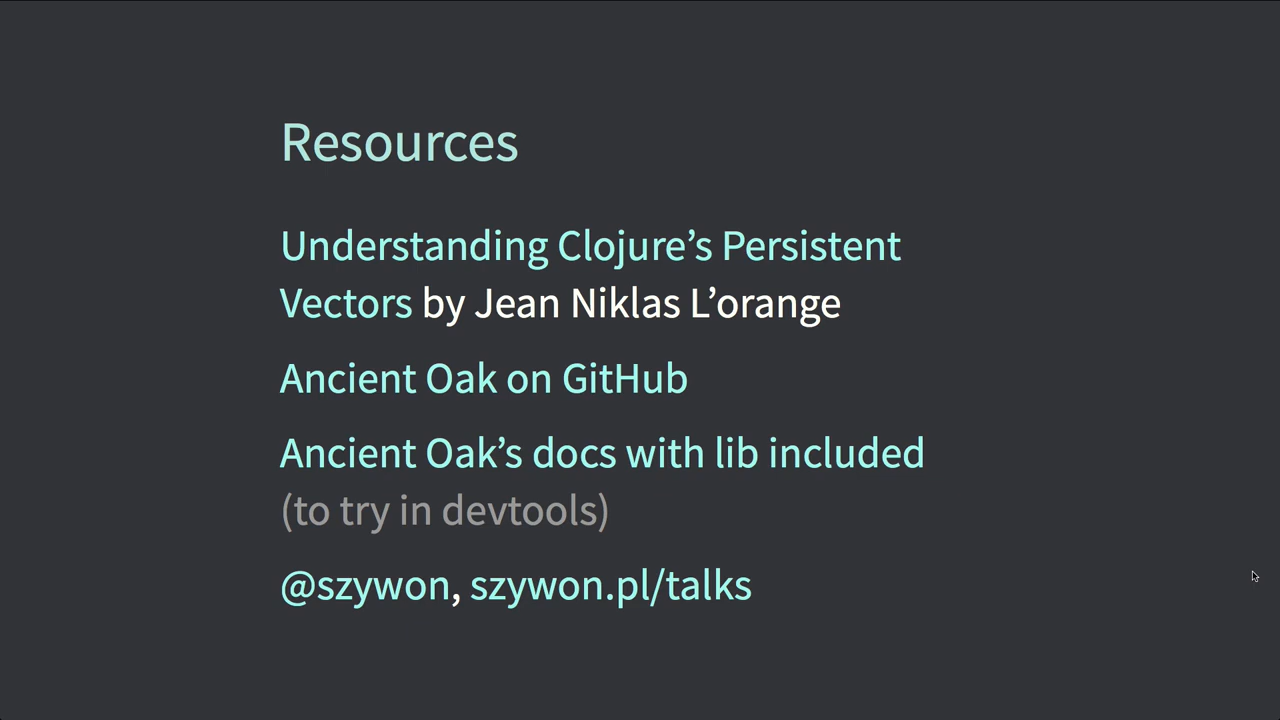 Resources
Understanding Clojure’s Persistent
Vectors by Jean Niklas L’orange
Ancient Oak on GitHub
Ancient Oak’s docs with lib included
(to try in devtools)
@szywon, szywon.pl/talks